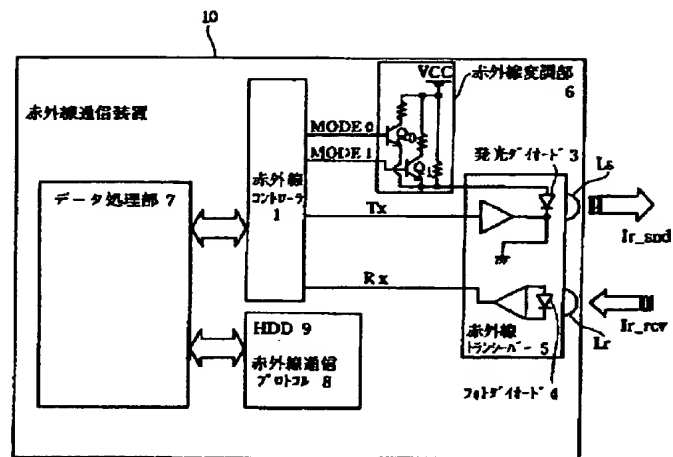 10
赤外線通信装置
VCC
赤外線変調部
6
MODE 0
MODE 1
発光ダイオード 3
Ls
データ処理部 7
赤外線
コントローラ
1
Tx
Ir_snd
Rx
HDD 9
赤外線通信
プロトコル 8
赤外線
トランシーバー 5
Lr
Ir_rcv
フォトダイオード 4